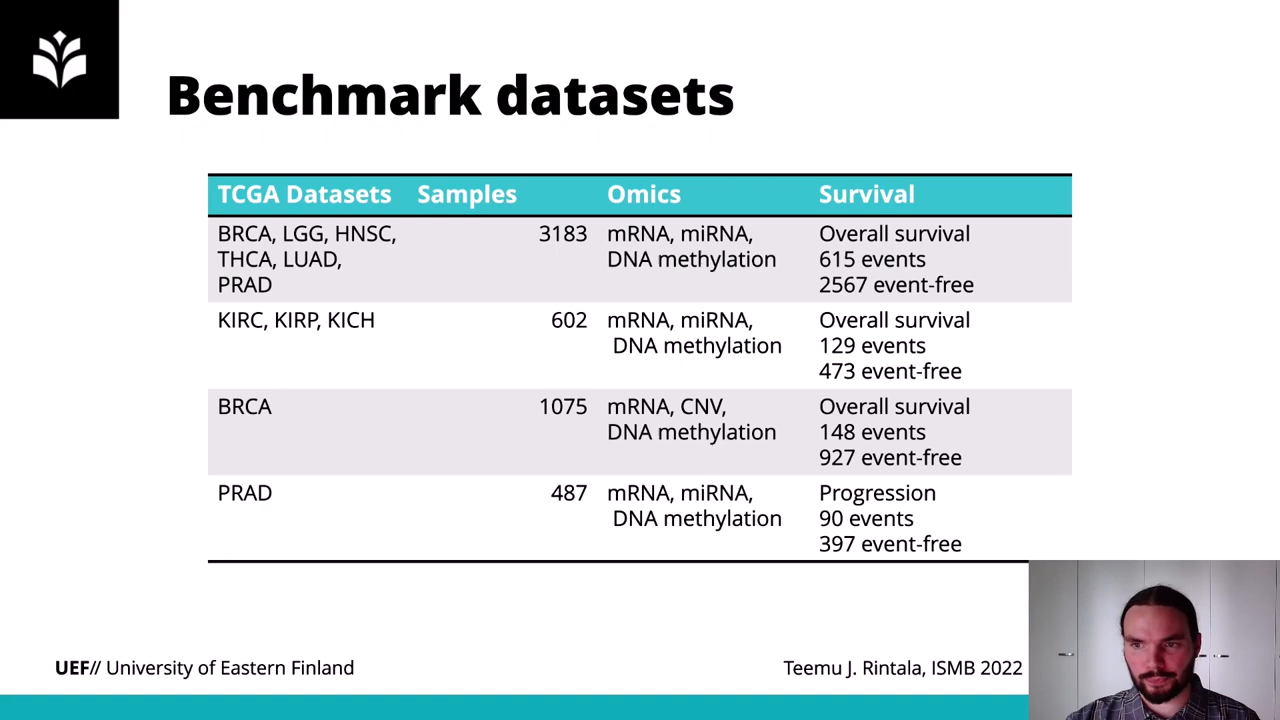 Benchmark datasets
TCGA Datasets Samples Omics Survival
BRCA, LGG, HNSC, 3183 mRNA, miRNA, Overall survival
THCA, LUAD, DNA methylation 615 events
PRAD 2567 event-free
KIRC, KIRP, KICH 602 mRNA, miRNA, Overall survival
DNA methylation 129 events
473 event-free
BRCA 1075 mRNA, CNV, Overall survival
DNA methylation 148 events
927 event-free
PRAD 487 mRNA, miRNA, Progression
DNA methylation 90 events
397 event-free
UEF// University of Eastern Finland Teemu J. Rintala, ISMB 2022